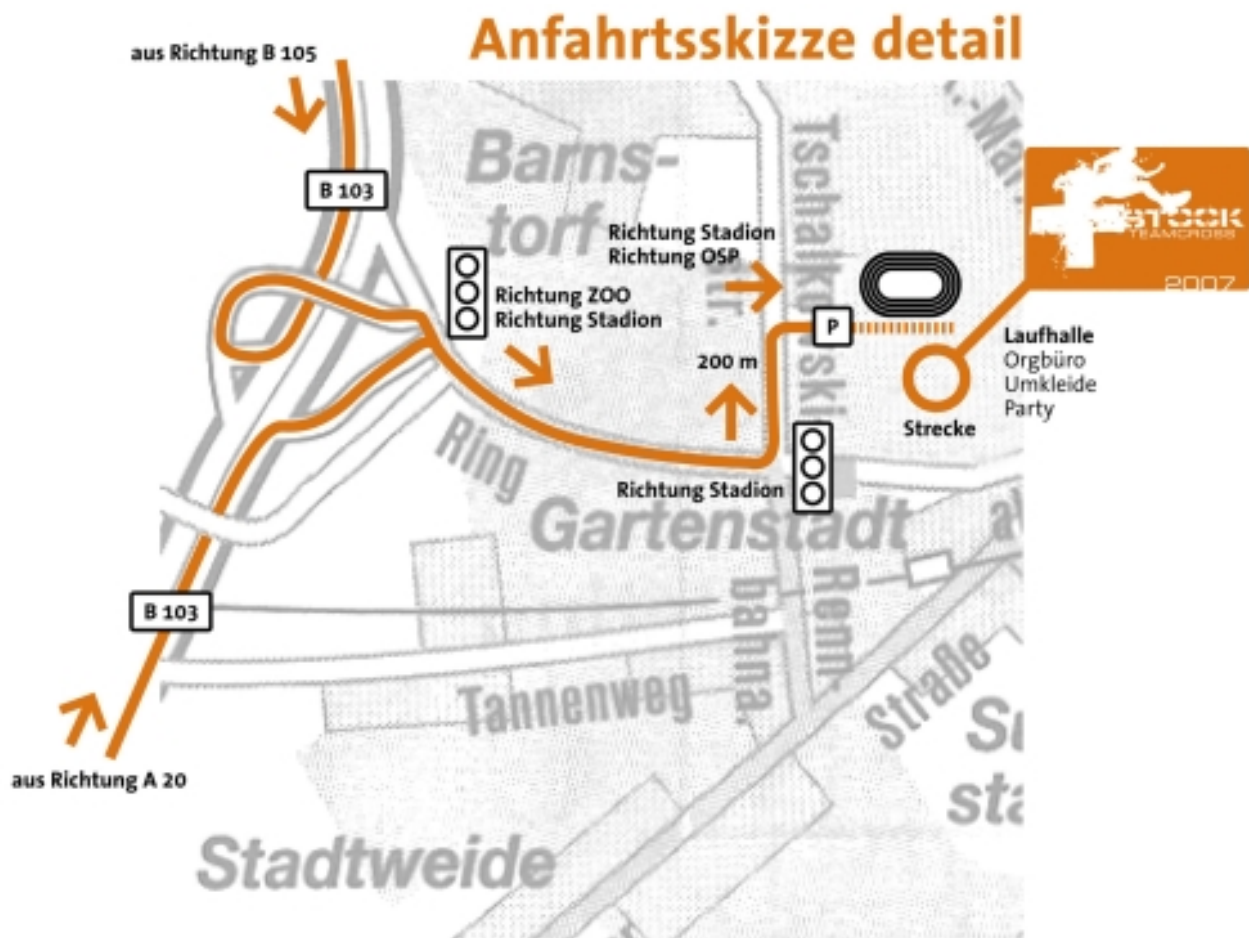 Anfahrtsskizze detail
aus Richtung B 105
B 103
Barns-
torf
Tschaikowski
str.
STOCK
TEAMCROSS
2007
Richtung Stadion
Richtung OSP
Richtung ZOO
Richtung Stadion
P
200 m
Laufhalle
Orgbüro
Umkleide
Party
Strecke
Ring
Richtung Stadion
Gartenstadt
Renn-
bahna.
B 103
Tannenweg
Straße
aus Richtung A 20
Stadtweide